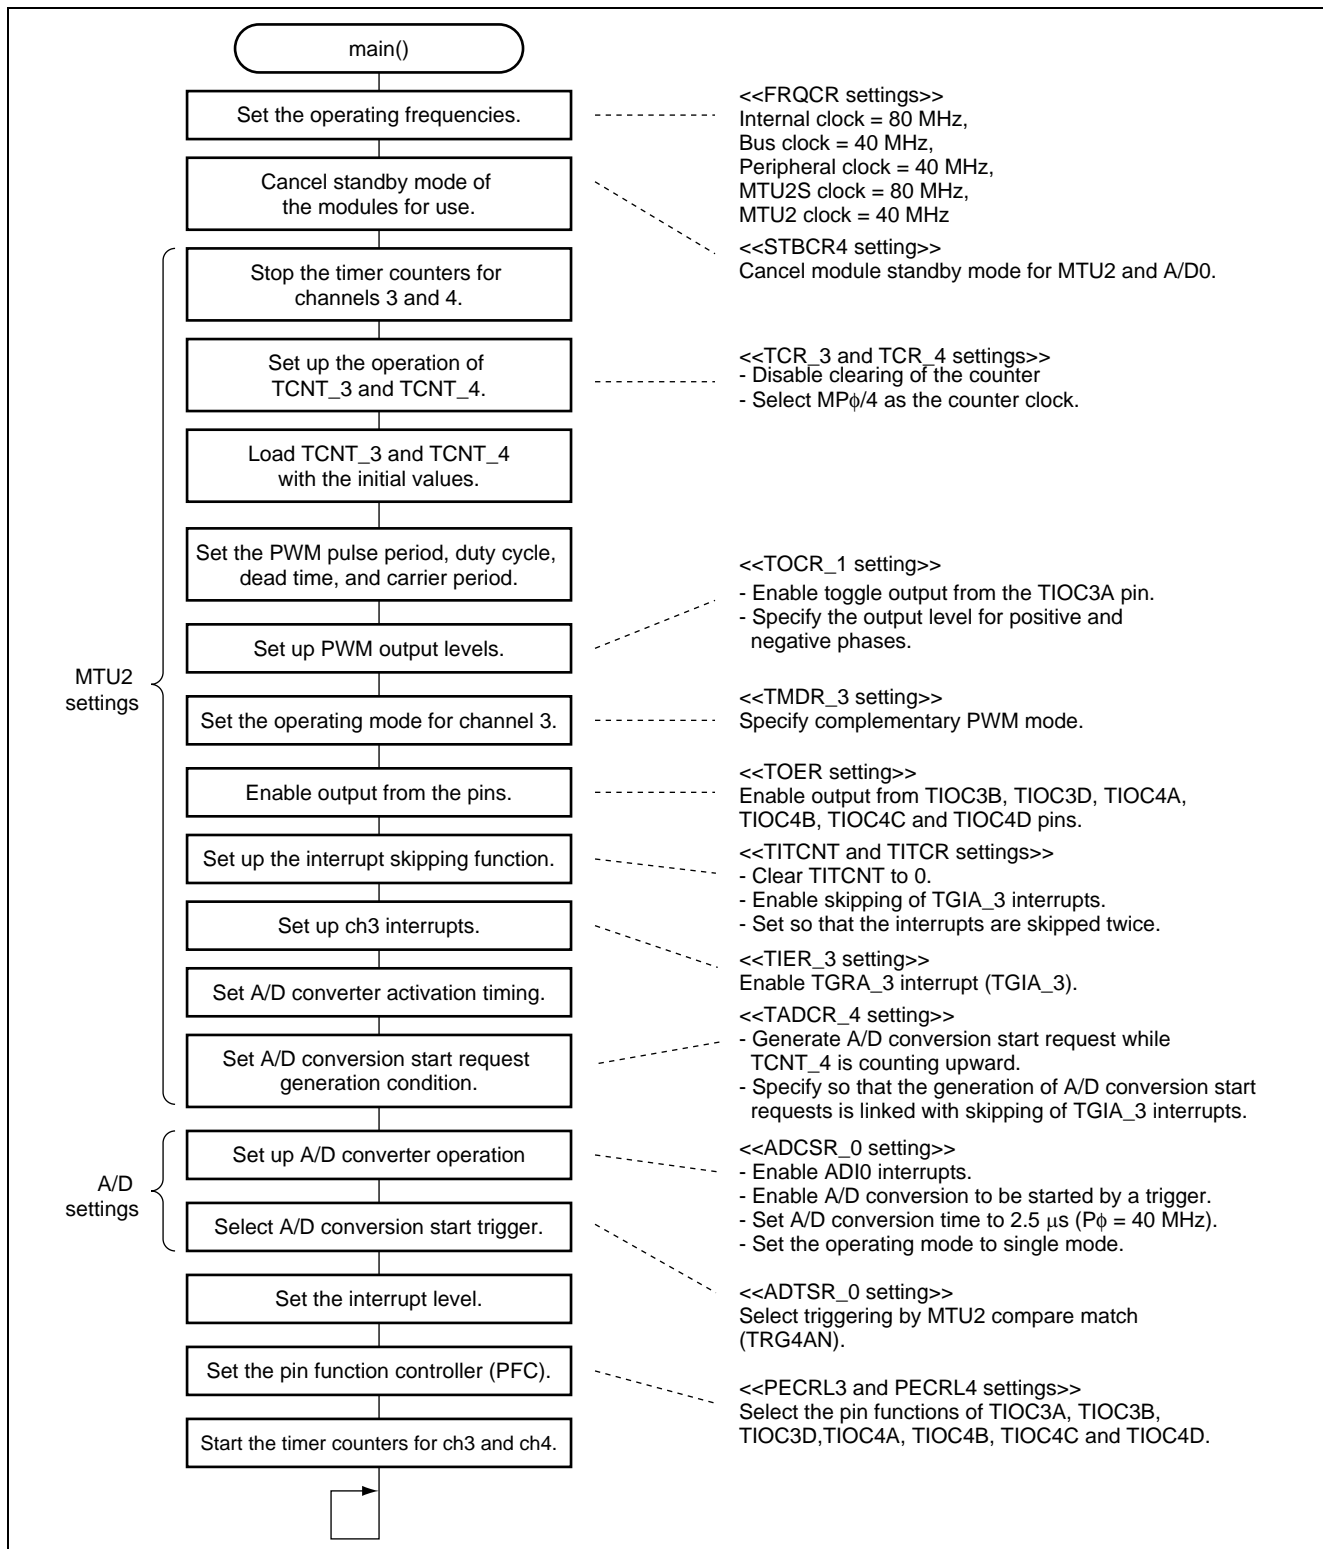 main()
Set the operating frequencies.
<<FRQCR settings>>
Internal clock = 80 MHz,
Bus clock = 40 MHz,
Peripheral clock = 40 MHz,
MTU2S clock = 80 MHz,
MTU2 clock = 40 MHz
Cancel standby mode of
the modules for use.
<<STBCR4 setting>>
Cancel module standby mode for MTU2 and A/D0.
MTU2
settings
Stop the timer counters for
channels 3 and 4.
Set up the operation of
TCNT_3 and TCNT_4.
<<TCR_3 and TCR_4 settings>>
- Disable clearing of the counter
- Select MPϕ/4 as the counter clock.
Load TCNT_3 and TCNT_4
with the initial values.
Set the PWM pulse period, duty cycle,
dead time, and carrier period.
Set up PWM output levels.
<<TOCR_1 setting>>
- Enable toggle output from the TIOC3A pin.
- Specify the output level for positive and
negative phases.
Set the operating mode for channel 3.
<<TMDR_3 setting>>
Specify complementary PWM mode.
Enable output from the pins.
<<TOER setting>>
Enable output from TIOC3B, TIOC3D, TIOC4A,
TIOC4B, TIOC4C and TIOC4D pins.
Set up the interrupt skipping function.
<<TITCNT and TITCR settings>>
- Clear TITCNT to 0.
- Enable skipping of TGIA_3 interrupts.
- Set so that the interrupts are skipped twice.
Set up ch3 interrupts.
<<TIER_3 setting>>
Enable TGRA_3 interrupt (TGIA_3).
Set A/D converter activation timing.
Set A/D conversion start request
generation condition.
<<TADCR_4 setting>>
- Generate A/D conversion start request while
TCNT_4 is counting upward.
- Specify so that the generation of A/D conversion start
requests is linked with skipping of TGIA_3 interrupts.
A/D
settings
Set up A/D converter operation
<<ADCSR_0 setting>>
- Enable ADI0 interrupts.
- Enable A/D conversion to be started by a trigger.
- Set A/D conversion time to 2.5 μs (Pϕ = 40 MHz).
- Set the operating mode to single mode.
Select A/D conversion start trigger.
<<ADTSR_0 setting>>
Select triggering by MTU2 compare match
(TRG4AN).
Set the interrupt level.
Set the pin function controller (PFC).
<<PECRL3 and PECRL4 settings>>
Select the pin functions of TIOC3A, TIOC3B,
TIOC3D,TIOC4A, TIOC4B, TIOC4C and TIOC4D.
Start the timer counters for ch3 and ch4.